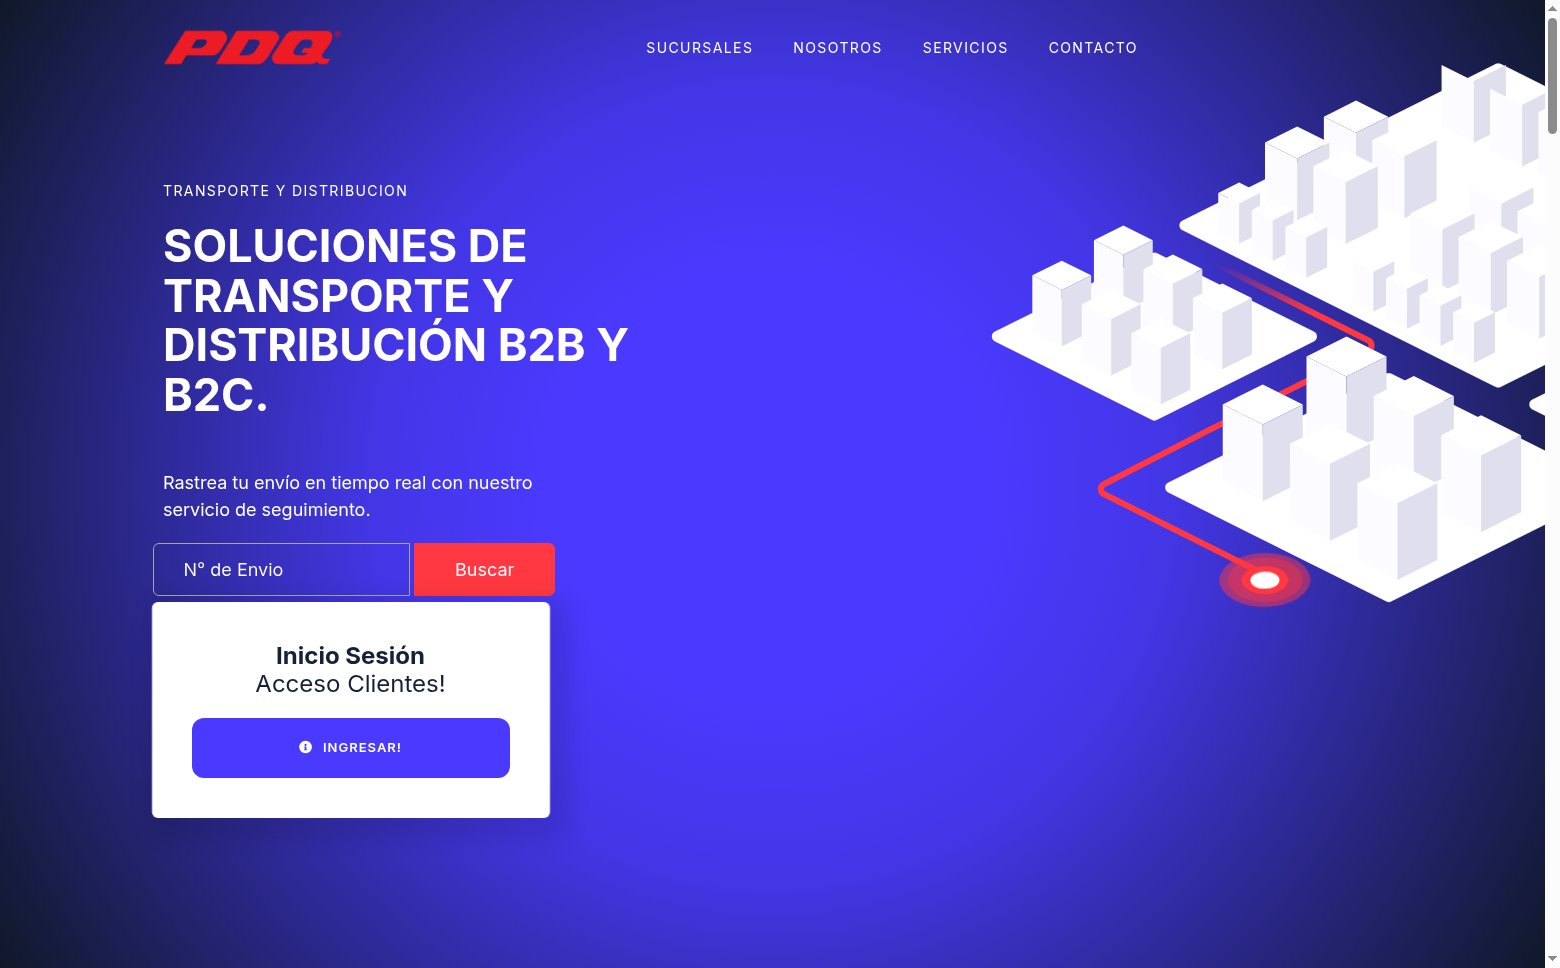 PDQ
SUCURSALES
NOSOTROS
SERVICIOS
CONTACTO
TRANSPORTE Y DISTRIBUCION
SOLUCIONES DE
TRANSPORTE Y
DISTRIBUCIÓN B2B Y
B2C.
Rastrea tu envío en tiempo real con nuestro
servicio de seguimiento.
N° de Envio
Buscar
Inicio Sesión
Acceso Clientes!
INGRESAR!